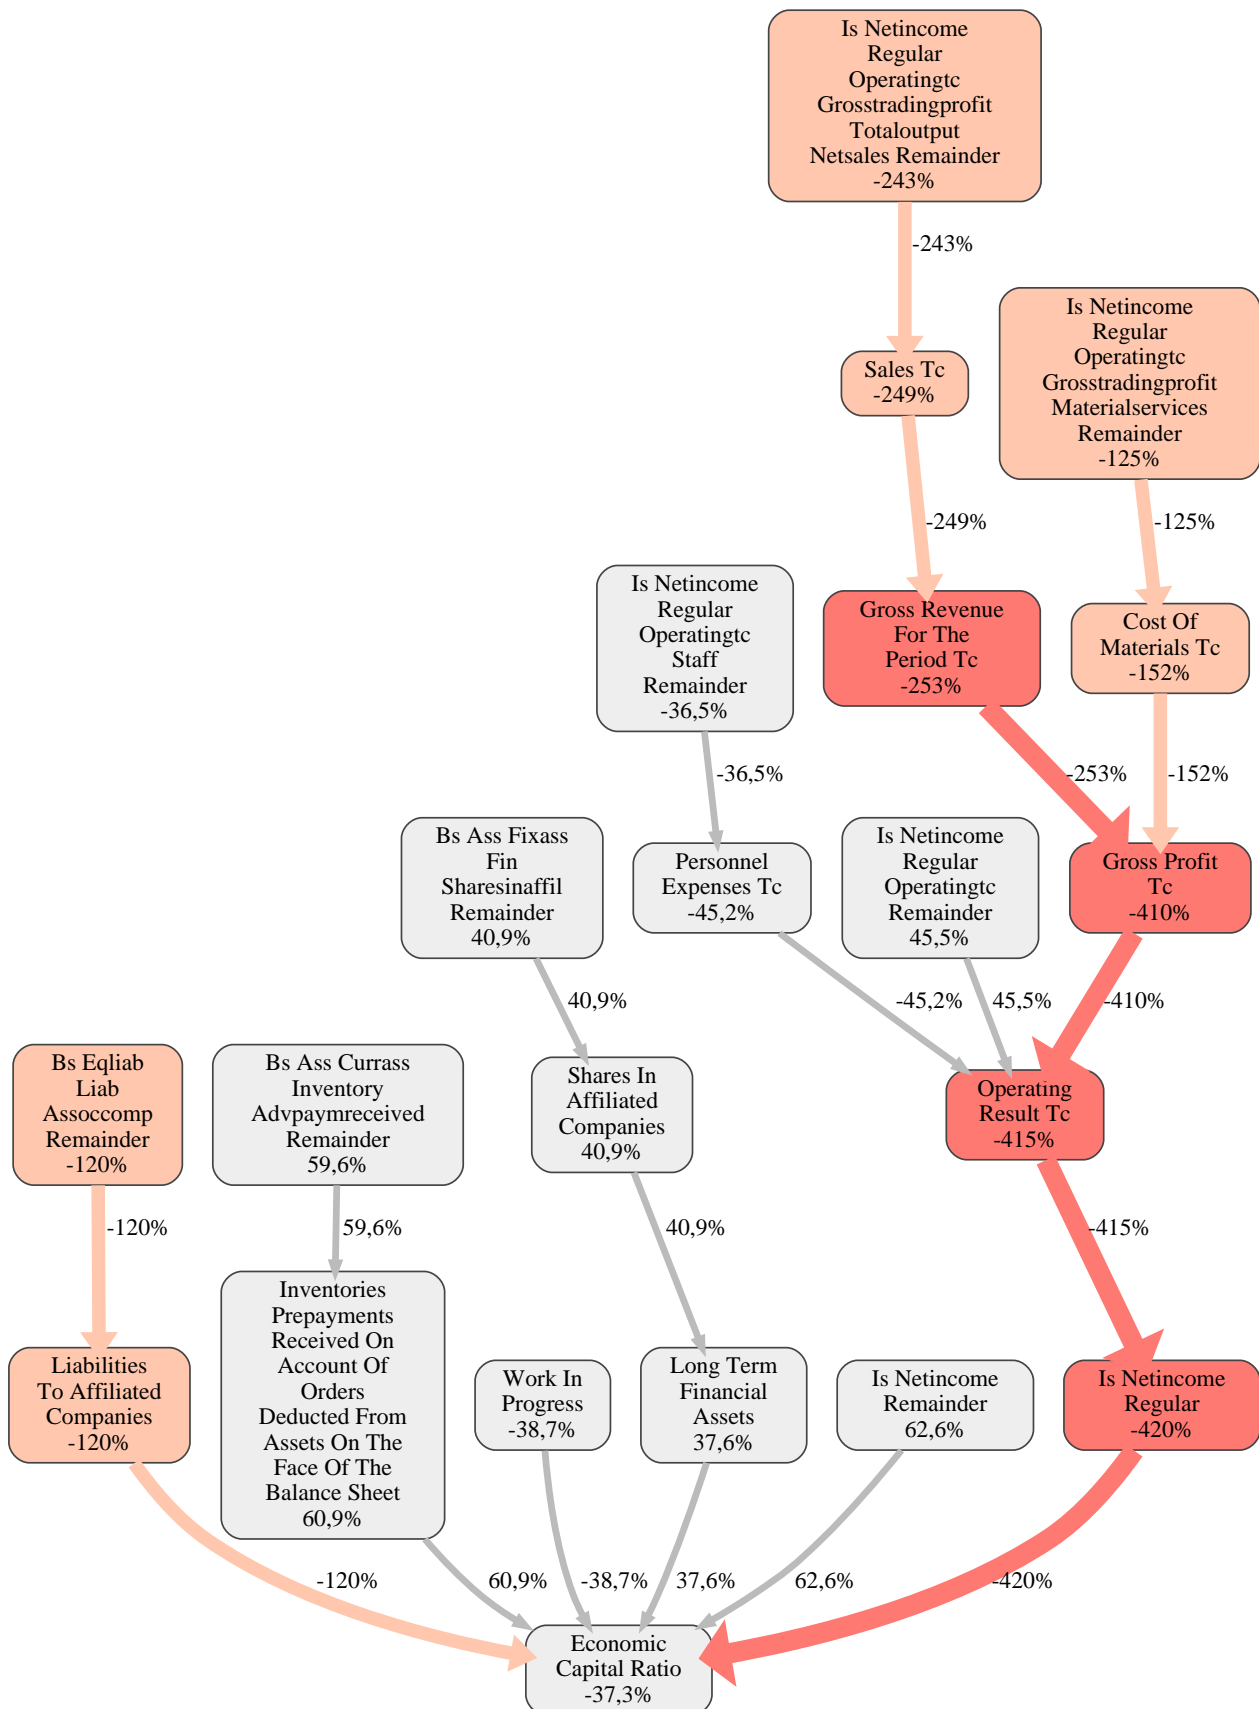 Is Netincome
Regular
Operatingtc
Grosstradingprofit
Totaloutput
Netsales Remainder
-243%
-243%
Is Netincome
Regular
Operatingtc
Grosstradingprofit
Materialservices
Remainder
-125%
Sales Tc
-249%
-249%
-125%
Is Netincome
Regular
Operatingtc
Staff
Remainder
-36,5%
Gross Revenue
For The
Period Tc
-253%
Cost Of
Materials Tc
-152%
-36,5%
-253%
-152%
Bs Ass Fixass
Fin
Sharesinaffil
Remainder
40,9%
Personnel
Expenses Tc
-45,2%
Is Netincome
Regular
Operatingtc
Remainder
45,5%
Gross Profit
Tc
-410%
40,9%
-45,2%
45,5%
-410%
Bs Eqliab
Liab
Assoccomp
Remainder
-120%
Bs Ass Currass
Inventory
Advpaymreceived
Remainder
59,6%
Shares In
Affiliated
Companies
40,9%
Operating
Result Tc
-415%
-120%
59,6%
40,9%
-415%
Liabilities
To Affiliated
Companies
-120%
Inventories
Prepayments
Received On
Account Of
Orders
Deducted From
Assets On The
Face Of The
Balance Sheet
60,9%
Work In
Progress
-38,7%
Long Term
Financial
Assets
37,6%
Is Netincome
Remainder
62,6%
Is Netincome
Regular
-420%
-120%
60,9%
-38,7%
37,6%
62,6%
-420%
Economic
Capital Ratio
-37,3%